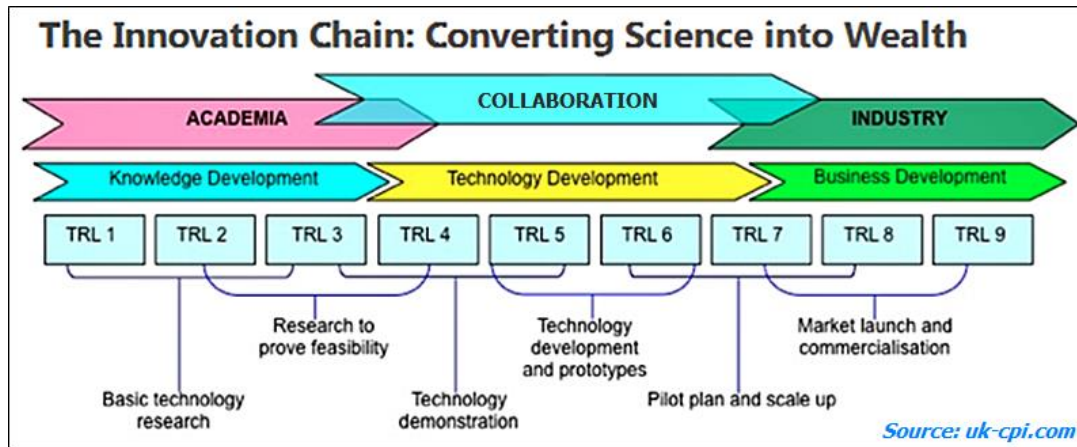 The Innovation Chain: Converting Science into Wealth
COLLABORATION
ACADEMIA
INDUSTRY
Knowledge Development
Technology Development
Business Development
TRL 1
TRL 2
TRL 3
TRL 4
TRL 5
TRL 6
TRL 7
TRL 8
TRL 9
Research to
prove feasibility
Technology
development
and prototypes
Market launch and
commercialisation
Basic technology
research
Technology
demonstration
Pilot plan and scale up
Source: uk-cpi.com